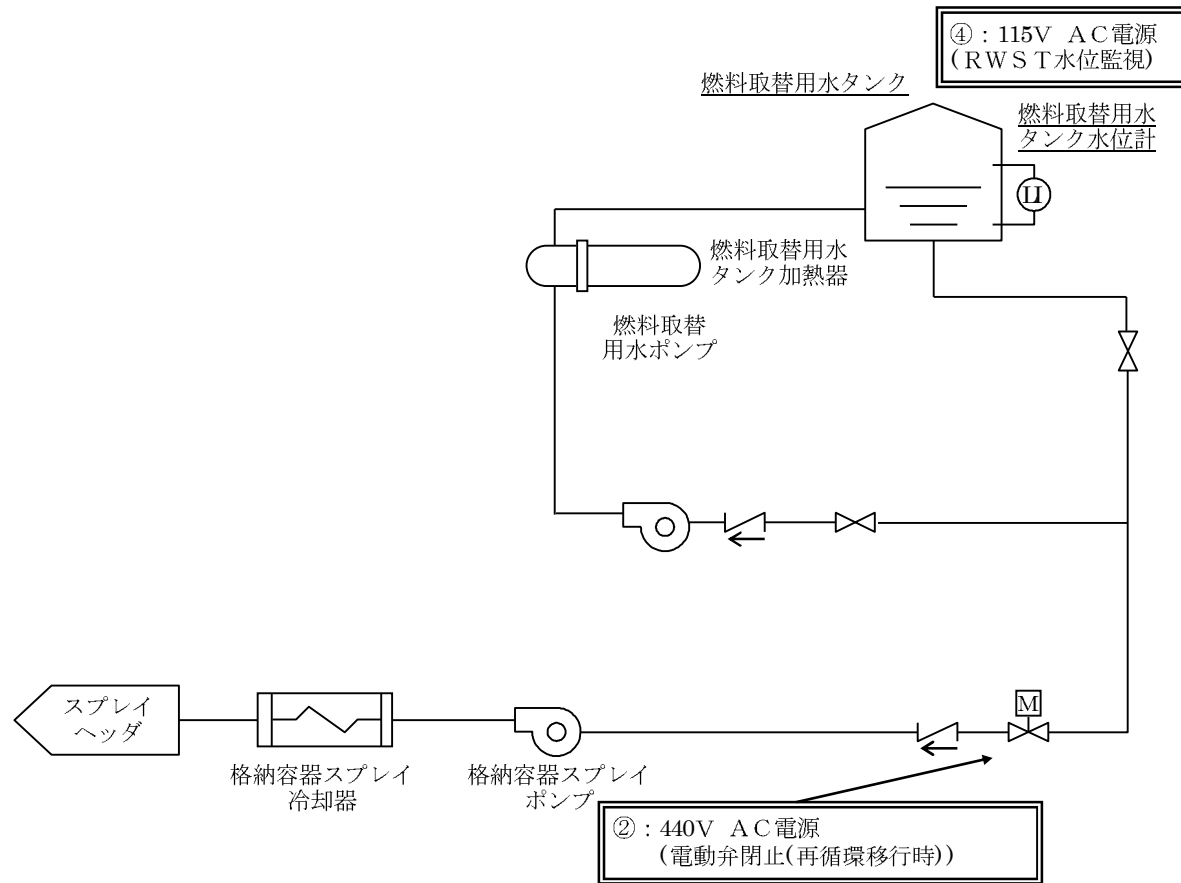 ④：115V ＡＣ電源
(ＲＷＳＴ水位監視)
燃料取替用水タンク
燃料取替用水
タンク水位計
LI
燃料取替用水
タンク加熱器
燃料取替
用水ポンプ
スプレイ
ヘッダ
M
格納容器スプレイ
冷却器
格納容器スプレイ
ポンプ
②：440V ＡＣ電源
(電動弁閉止(再循環移行時))